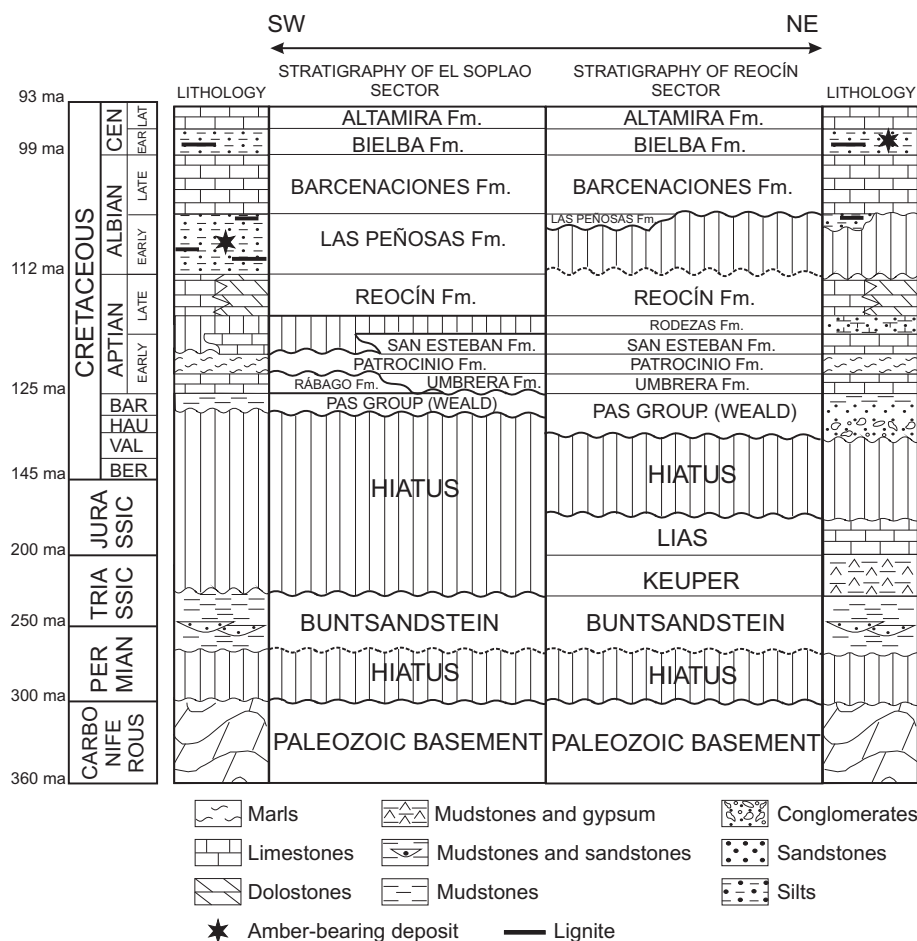 SW NE
STRATIGRAPHY OF EL SOPLAO SECTOR
STRATIGRAPHY OF REOCÍN SECTOR
LITHOLOGY
LITHOLOGY
93 ma
99 ma
112 ma
125 ma
145 ma
200 ma
250 ma
300 ma
360 ma
CRETACEOUS
JURA
SSIC
TRIA
SSIC
PER
MIAN
CARBO
NIFE
ROUS
CEN
ALBIAN
APTIAN
BAR
HAU
VAL
BER
LAT
EAR
LATE
EARLY
LATE
EARLY
ALTAMIRA Fm.
BIELBA Fm.
BARCENACIONES Fm.
LAS PEÑOSAS Fm.
REOCÍN Fm.
SAN ESTEBAN Fm.
PATROCINIO Fm.
RÁBAGO Fm.
UMBRERA Fm.
PAS GROUP (WEALD)
HIATUS
BUNTSANDSTEIN
HIATUS
PALEOZOIC BASEMENT
ALTAMIRA Fm.
BIELBA Fm.
BARCENACIONES Fm.
LAS PEÑOSAS Fm.
REOCÍN Fm.
RODEZAS Fm.
SAN ESTEBAN Fm.
PATROCINIO Fm.
UMBRERA Fm.
PAS GROUP. (WEALD)
HIATUS
LIAS
KEUPER
BUNTSANDSTEIN
HIATUS
PALEOZOIC BASEMENT
Marls
Mudstones and gypsum
Conglomerates
Limestones
Mudstones and sandstones
Sandstones
Dolostones
Mudstones
Silts
Amber-bearing deposit
Lignite